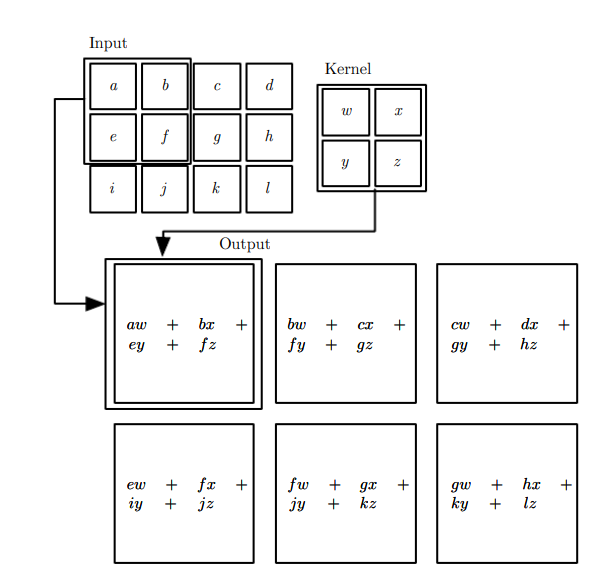 Input
Kernel
a b c d
w x
e f g h
y z
i j k l
Output
aw + bx +
ey + fz
bw + cx +
fy + gz
cw + dx +
gy + hz
ew + fx +
iy + jz
fw + gx +
jy + kz
gw + hx +
ky + lz